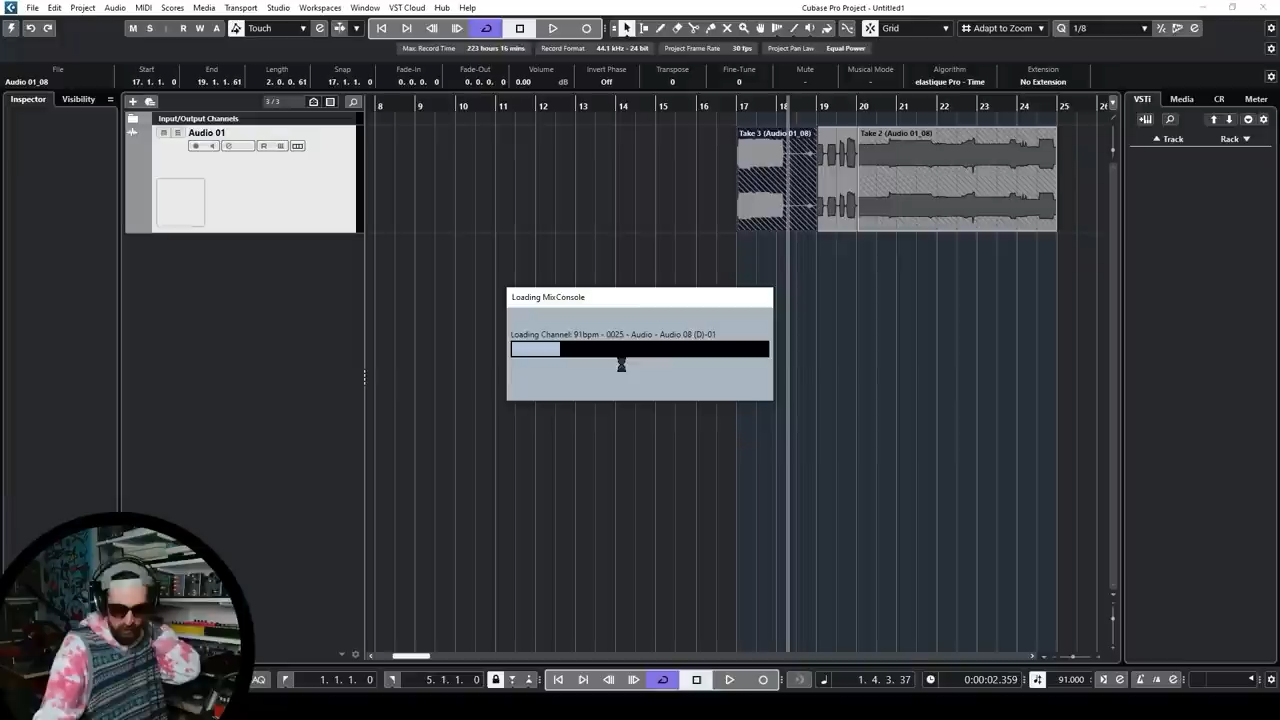 File Edit Project Audio MIDI Scores Media Transport Studio Workspaces Window VST Cloud Hub Help
Cubase Pro Project - Untitled1
M S L R W A Touch
Grid Adapt to Zoom Q 1/8
Max. Record Time 223 hours 16 mins Record Format 44.1 kHz - 24 bit Project Frame Rate 30 fps Project Pan Law Equal Power
File Start End Length Snap Fade-In Fade-Out Volume Invert Phase Transpose Fine-Tune Mute Musical Mode Algorithm Extension
Audio 01_08 17. 1. 1. 0 19. 1. 1. 61 2. 0. 0. 61 17. 1. 1. 0 0. 0. 0. 0 0. 0. 0. 0 0.00 dB Off 0 0 - - elastique Pro - Time No Extension
Inspector Visibility
3/3
8 9 10 11 12 13 14 15 16 17 18 19 20 21 22 23 24 25
VSTi Media CR Meter
Input/Output Channels
Audio 01
R
Take 3 (Audio 01_08) Take 2 (Audio 01_08)
Track Rack
Loading MixConsole
Loading Channel: 91bpm - 0025 - Audio - Audio 08 (D)-01
AQ 1. 1. 1. 0 5. 1. 1. 0 1. 4. 3. 37 0:00:02.359 91.000